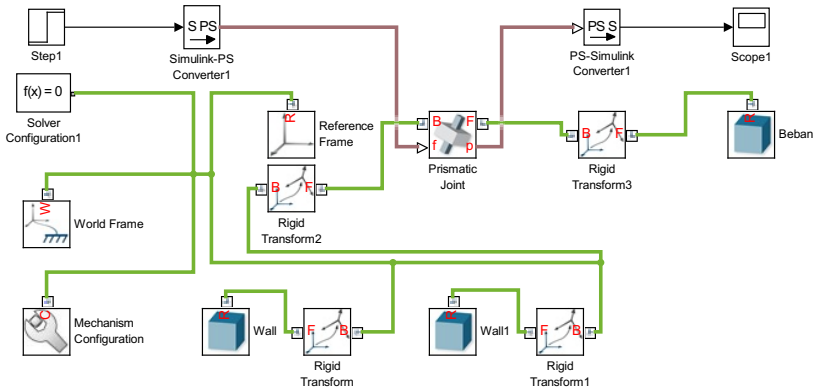 Step1
S PS
Simulink-PS
Converter1
PS S
PS-Simulink
Converter1
Scope1
f(x) = 0
Solver
Configuration1
R
Reference
Frame
B F
f p
Prismatic
Joint
B F
Rigid
Transform3
R
Beban
W
World Frame
B F
Rigid
Transform2
C
Mechanism
Configuration
R
Wall
F B
Rigid
Transform
R
Wall1
F B
Rigid
Transform1